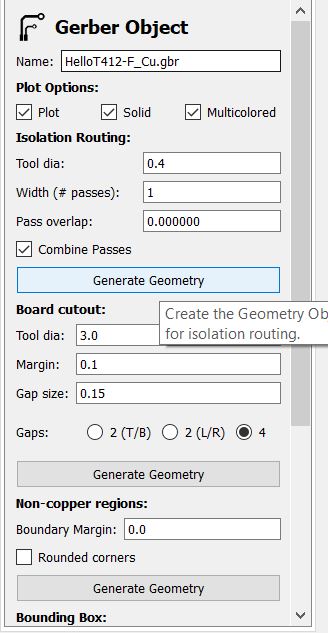 Gerber Object
Name: HelloT412-F_Cu.gbr
Plot Options:
Plot Solid Multicolored
Isolation Routing:
Tool dia: 0.4
Width (# passes): 1
Pass overlap: 0.000000
Combine Passes
Generate Geometry
Board cutout:
Create the Geometry Ob
for isolation routing.
Tool dia: 3.0
Margin: 0.1
Gap size: 0.15
Gaps: 2 (T/B) 2 (L/R) 4
Generate Geometry
Non-copper regions:
Boundary Margin: 0.0
Rounded corners
Generate Geometry
Bounding Box: